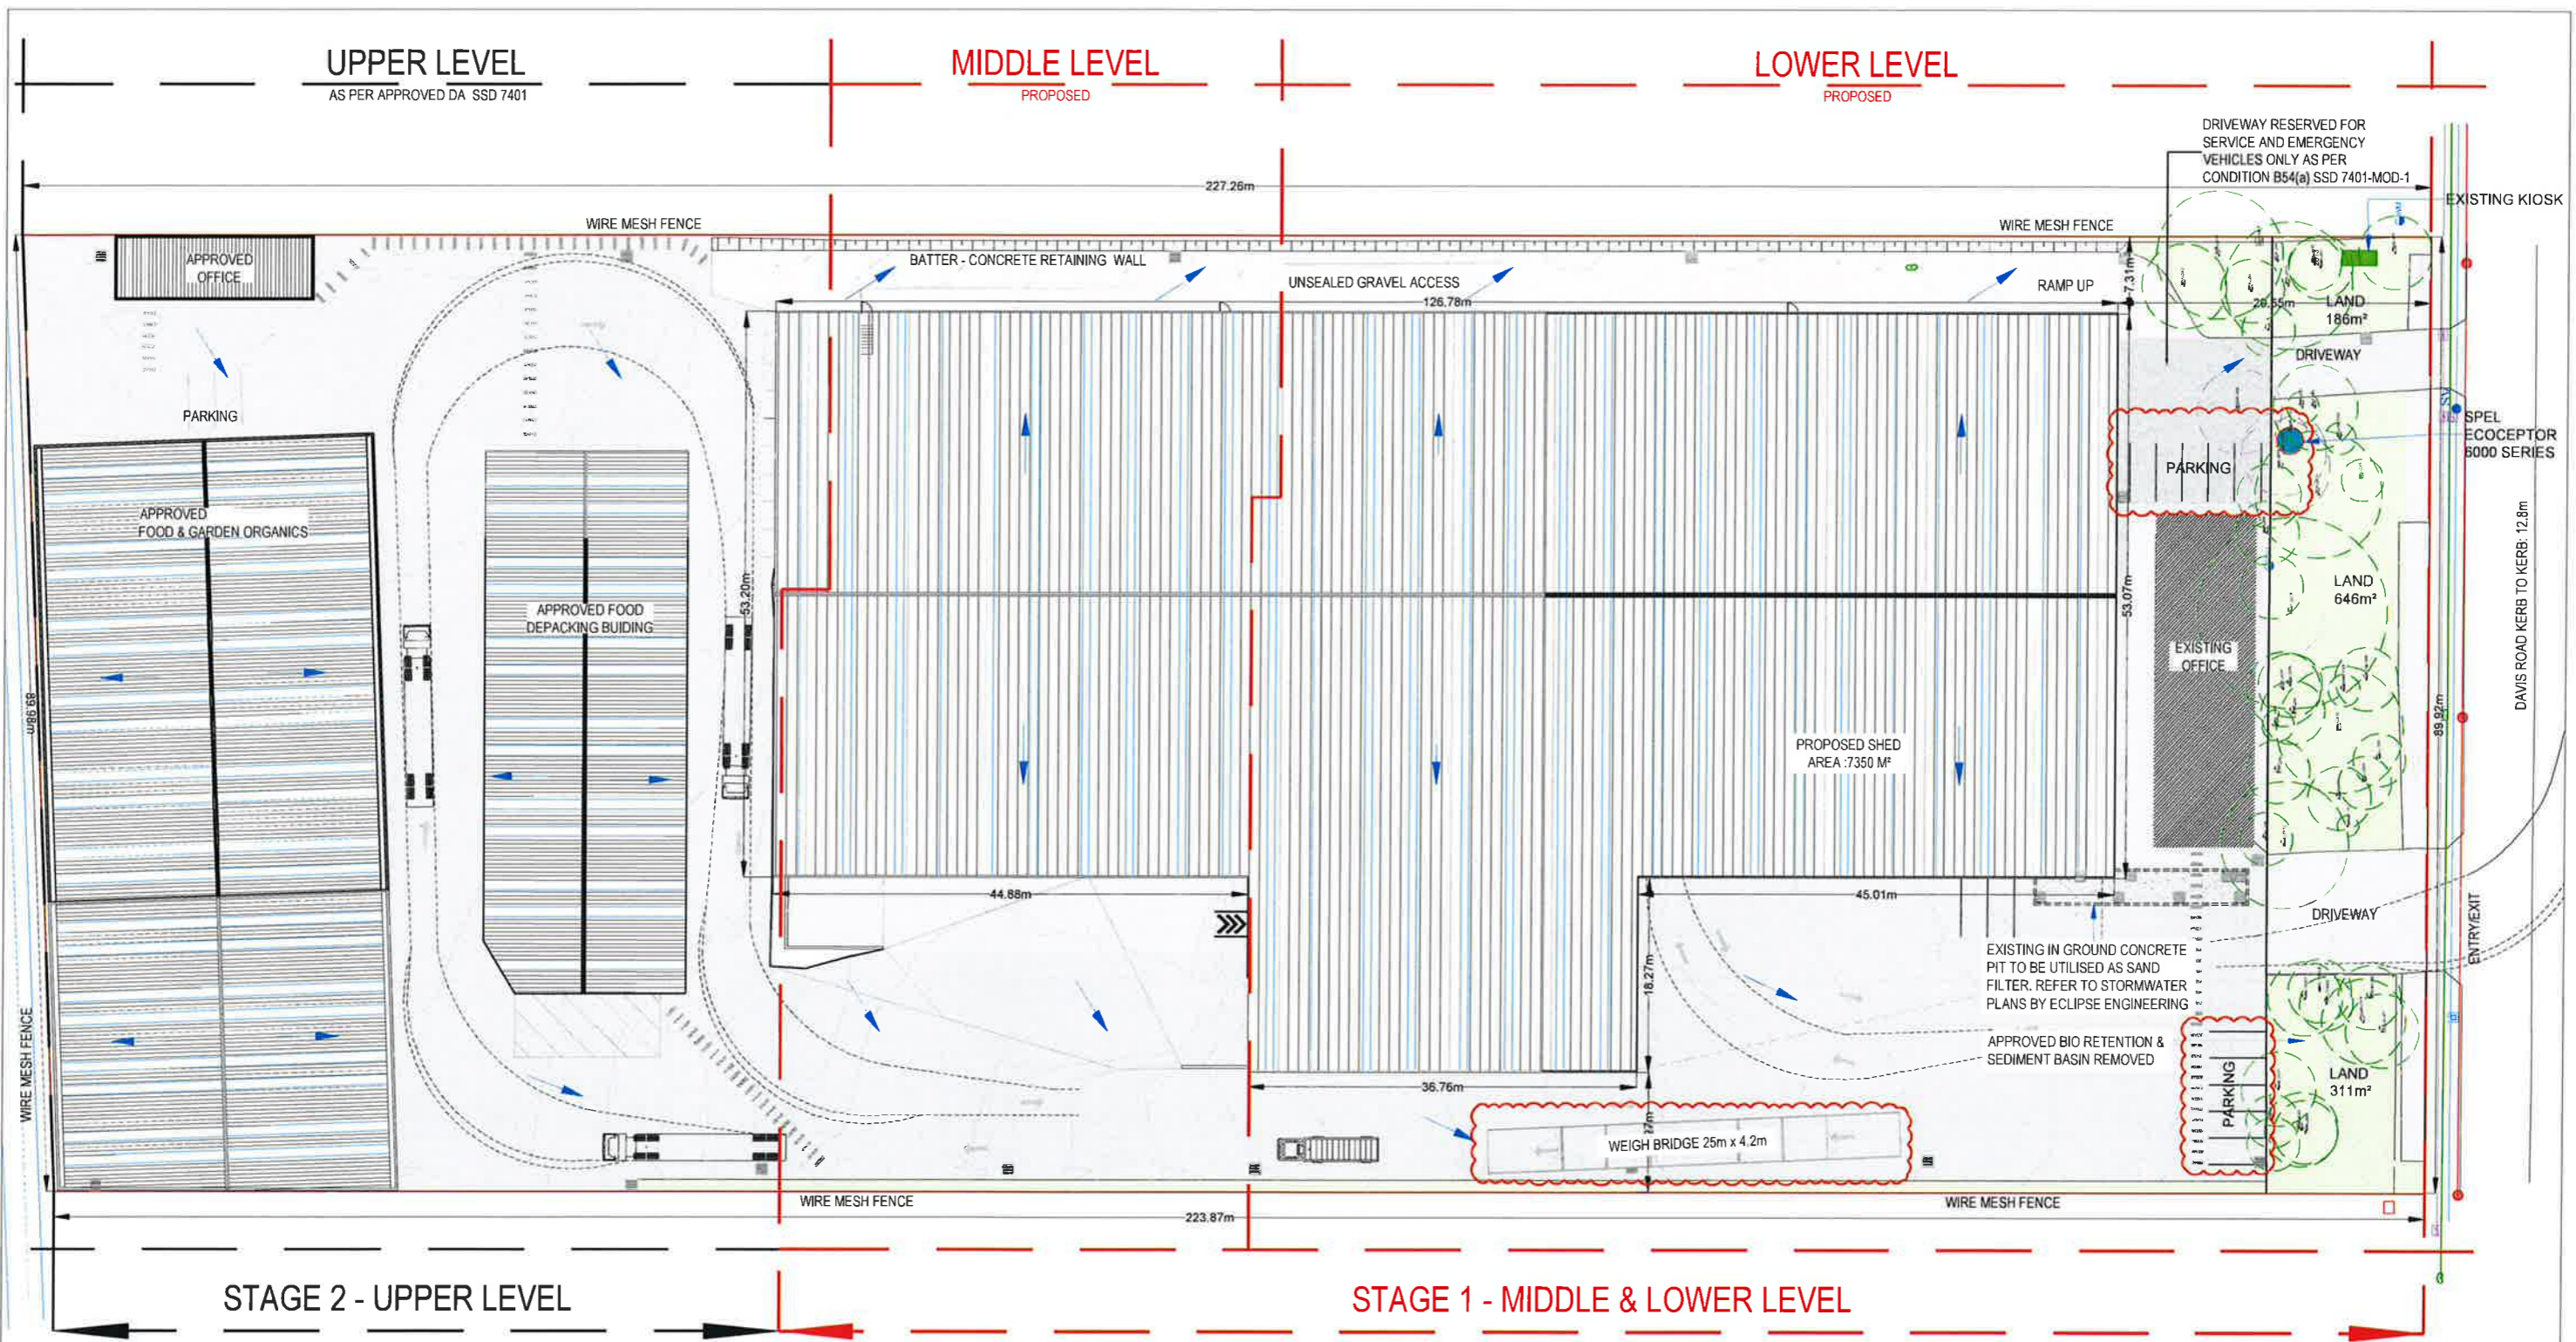 UPPER LEVEL
AS PER APPROVED DA SSD 7401
MIDDLE LEVEL
PROPOSED
LOWER LEVEL
PROPOSED
DRIVEWAY RESERVED FOR
SERVICE AND EMERGENCY
VEHICLES ONLY AS PER
CONDITION B54(a) SSD 7401-MOD-1
227.26m
EXISTING KIOSK
WIRE MESH FENCE
WIRE MESH FENCE
APPROVED
OFFICE
BATTER - CONCRETE RETAINING WALL
UNSEALED GRAVEL ACCESS
126.78m
RAMP UP
7.31m
LAND
186m²
DRIVEWAY
PARKING
SPEL
ECOCEPTOR
6000 SERIES
PARKING
APPROVED
FOOD & GARDEN ORGANICS
53.20m
APPROVED FOOD
DEPACKING BUIDING
53.07m
LAND
646m²
DAVIS ROAD KERB TO KERB: 12.8m
EXISTING
OFFICE
89.98m
89.92m
PROPOSED SHED
AREA :7350 M²
44.88m
45.01m
DRIVEWAY
ENTRY/EXIT
18.27m
EXISTING IN GROUND CONCRETE
PIT TO BE UTILISED AS SAND
FILTER. REFER TO STORMWATER
PLANS BY ECLIPSE ENGINEERING
APPROVED BIO RETENTION &
SEDIMENT BASIN REMOVED
WIRE MESH FENCE
36.76m
PARKING
LAND
311m²
WEIGH BRIDGE 25m x 4.2m
WIRE MESH FENCE
WIRE MESH FENCE
223.87m
STAGE 2 - UPPER LEVEL
STAGE 1 - MIDDLE & LOWER LEVEL